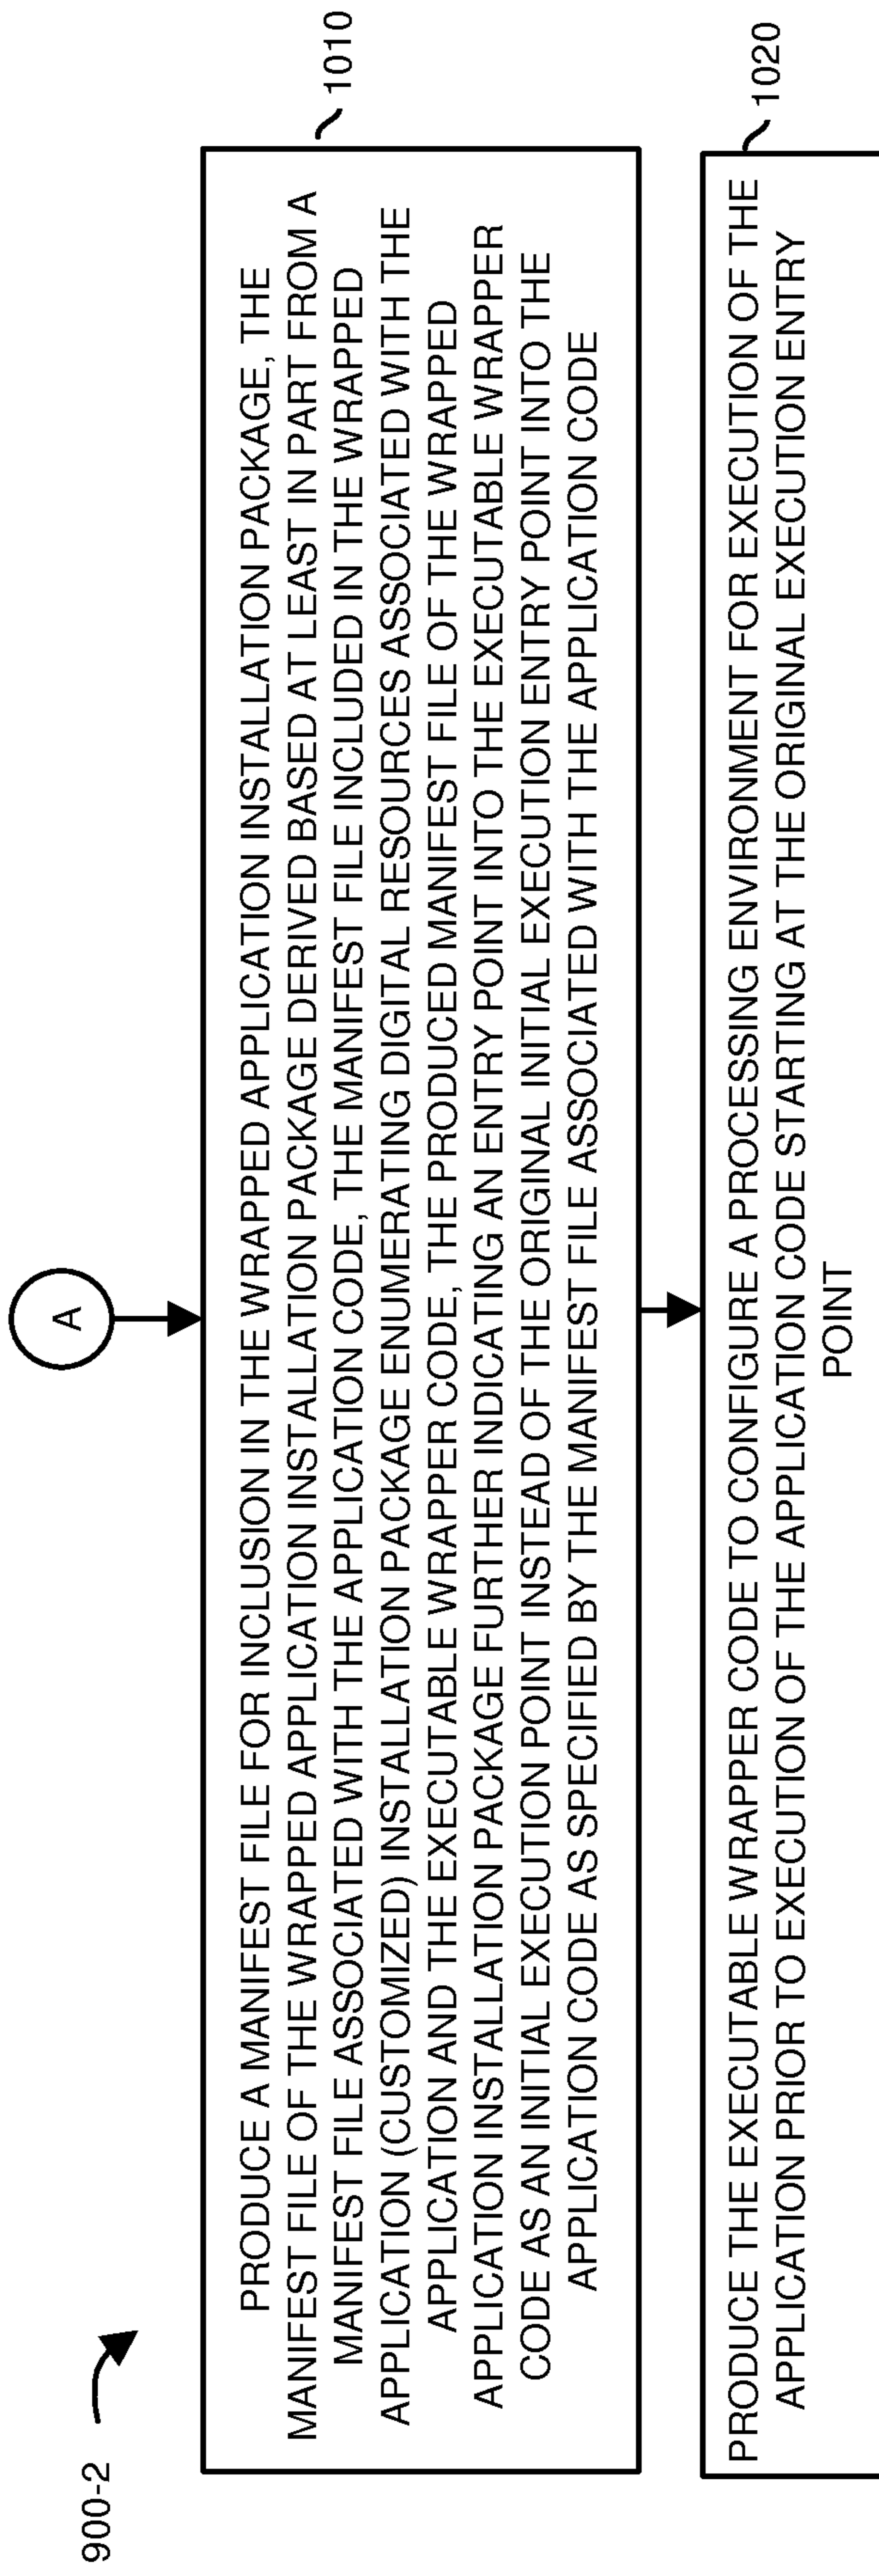 900-2
A
1010
PRODUCE A MANIFEST FILE FOR INCLUSION IN THE WRAPPED APPLICATION INSTALLATION PACKAGE, THE
MANIFEST FILE OF THE WRAPPED APPLICATION INSTALLATION PACKAGE DERIVED BASED AT LEAST IN PART FROM A
MANIFEST FILE ASSOCIATED WITH THE APPLICATION CODE, THE MANIFEST FILE INCLUDED IN THE WRAPPED
APPLICATION (CUSTOMIZED) INSTALLATION PACKAGE ENUMERATING DIGITAL RESOURCES ASSOCIATED WITH THE
APPLICATION AND THE EXECUTABLE WRAPPER CODE, THE PRODUCED MANIFEST FILE OF THE WRAPPED
APPLICATION INSTALLATION PACKAGE FURTHER INDICATING AN ENTRY POINT INTO THE EXECUTABLE WRAPPER
CODE AS AN INITIAL EXECUTION POINT INSTEAD OF THE ORIGINAL INITIAL EXECUTION ENTRY POINT INTO THE
APPLICATION CODE AS SPECIFIED BY THE MANIFEST FILE ASSOCIATED WITH THE APPLICATION CODE
1020
PRODUCE THE EXECUTABLE WRAPPER CODE TO CONFIGURE A PROCESSING ENVIRONMENT FOR EXECUTION OF THE
APPLICATION PRIOR TO EXECUTION OF THE APPLICATION CODE STARTING AT THE ORIGINAL EXECUTION ENTRY
POINT